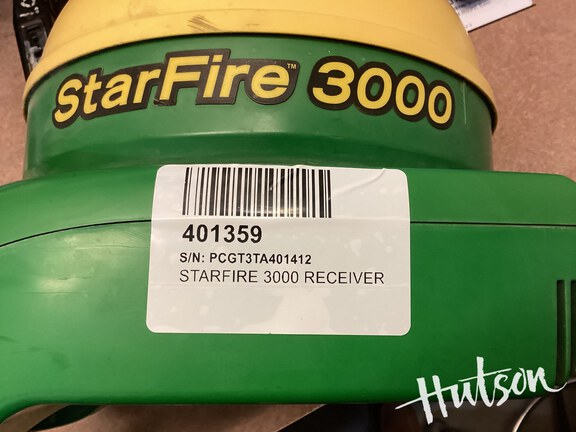 StarFire™ 3000
401359
S/N: PCGT3TA401412
STARFIRE 3000 RECEIVER
Hutson